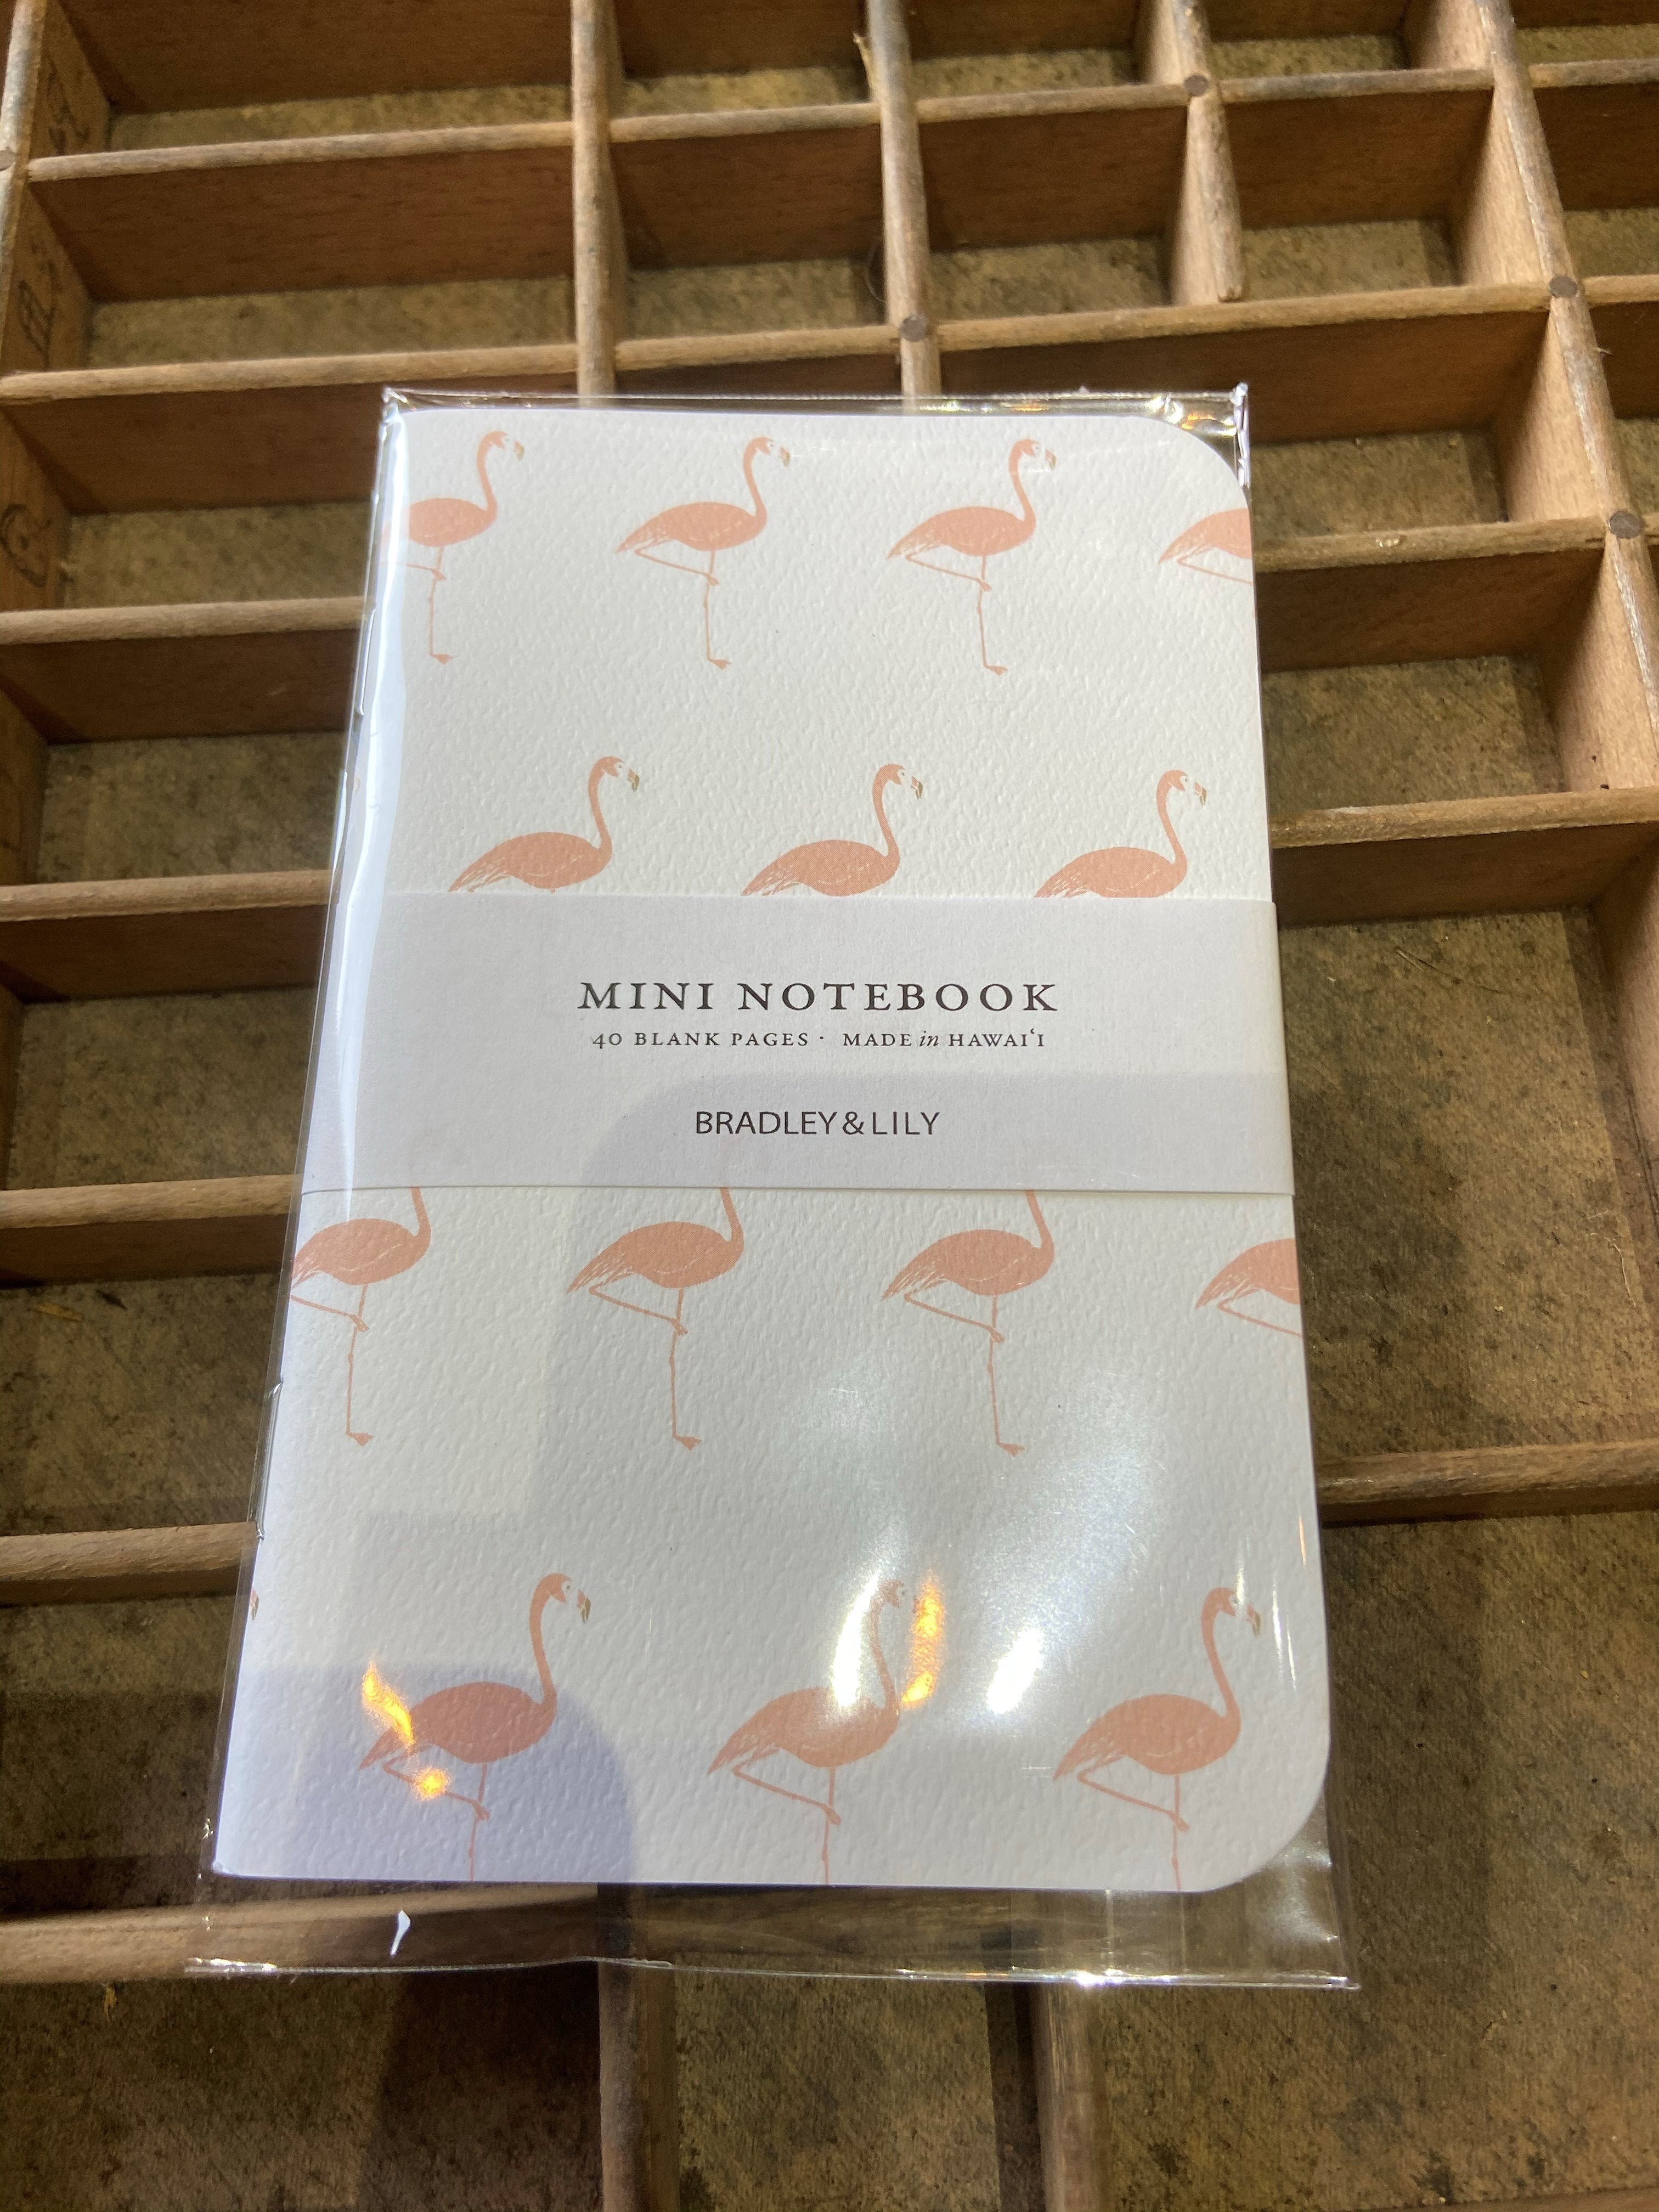 MINI NOTEBOOK
40 BLANK PAGES · MADE in HAWAIʻI
BRADLEY & LILY